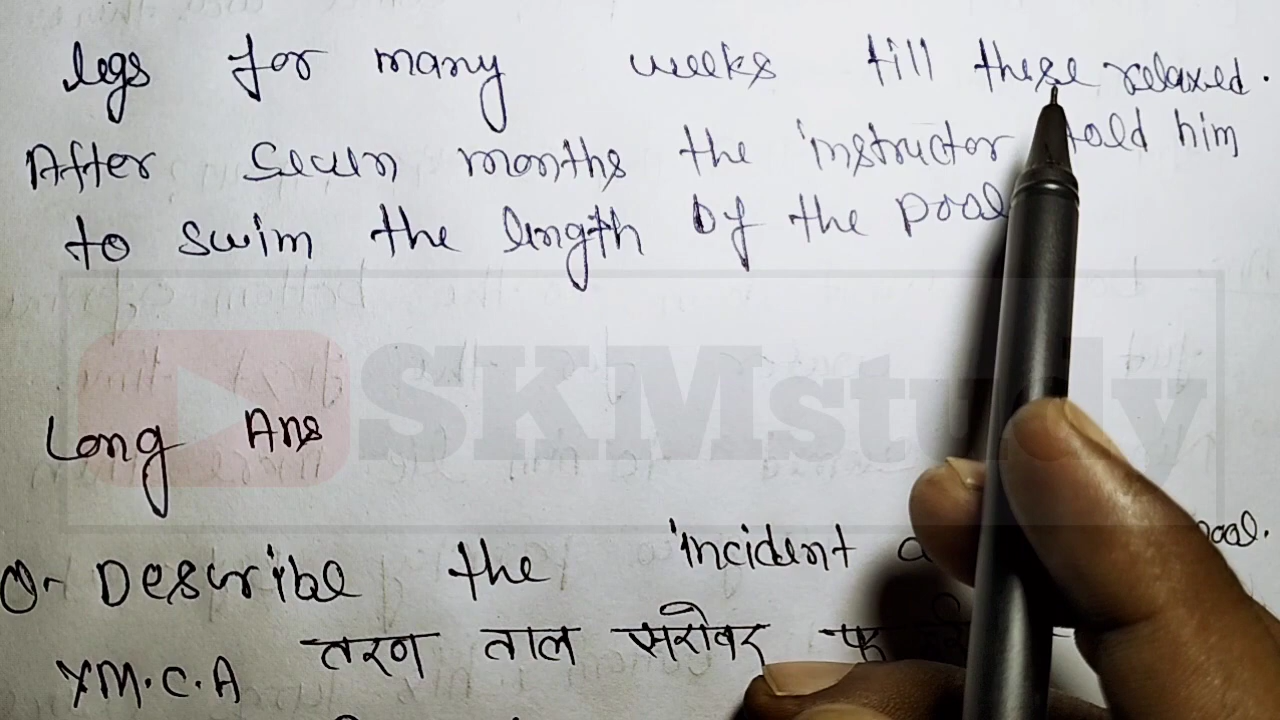 legs for many weeks till these relaxed.
After seven months the instructor told him
to swim the length of the pool
SKMstudy
Long Ans
Q- Describe the incident
तरण ताल सरोवर
Y.M.C.A